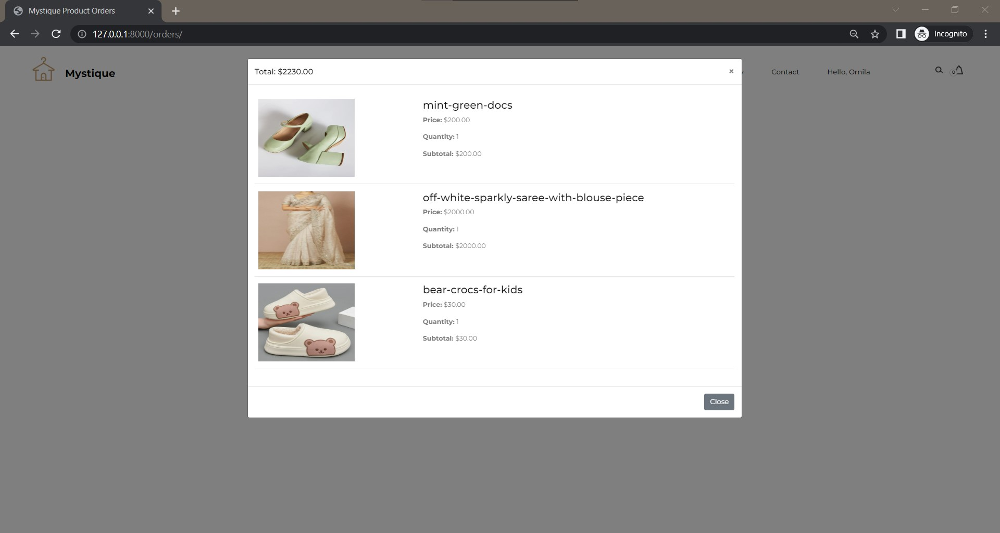 Mystique Product Orders
127.0.0.1:8000/orders/
Incognito
Mystique
Contact
Hello, Ornila
0
Total: $2230.00
×
mint-green-docs
Price: $200.00
Quantity: 1
Subtotal: $200.00
off-white-sparkly-saree-with-blouse-piece
Price: $2000.00
Quantity: 1
Subtotal: $2000.00
bear-crocs-for-kids
Price: $30.00
Quantity: 1
Subtotal: $30.00
Close